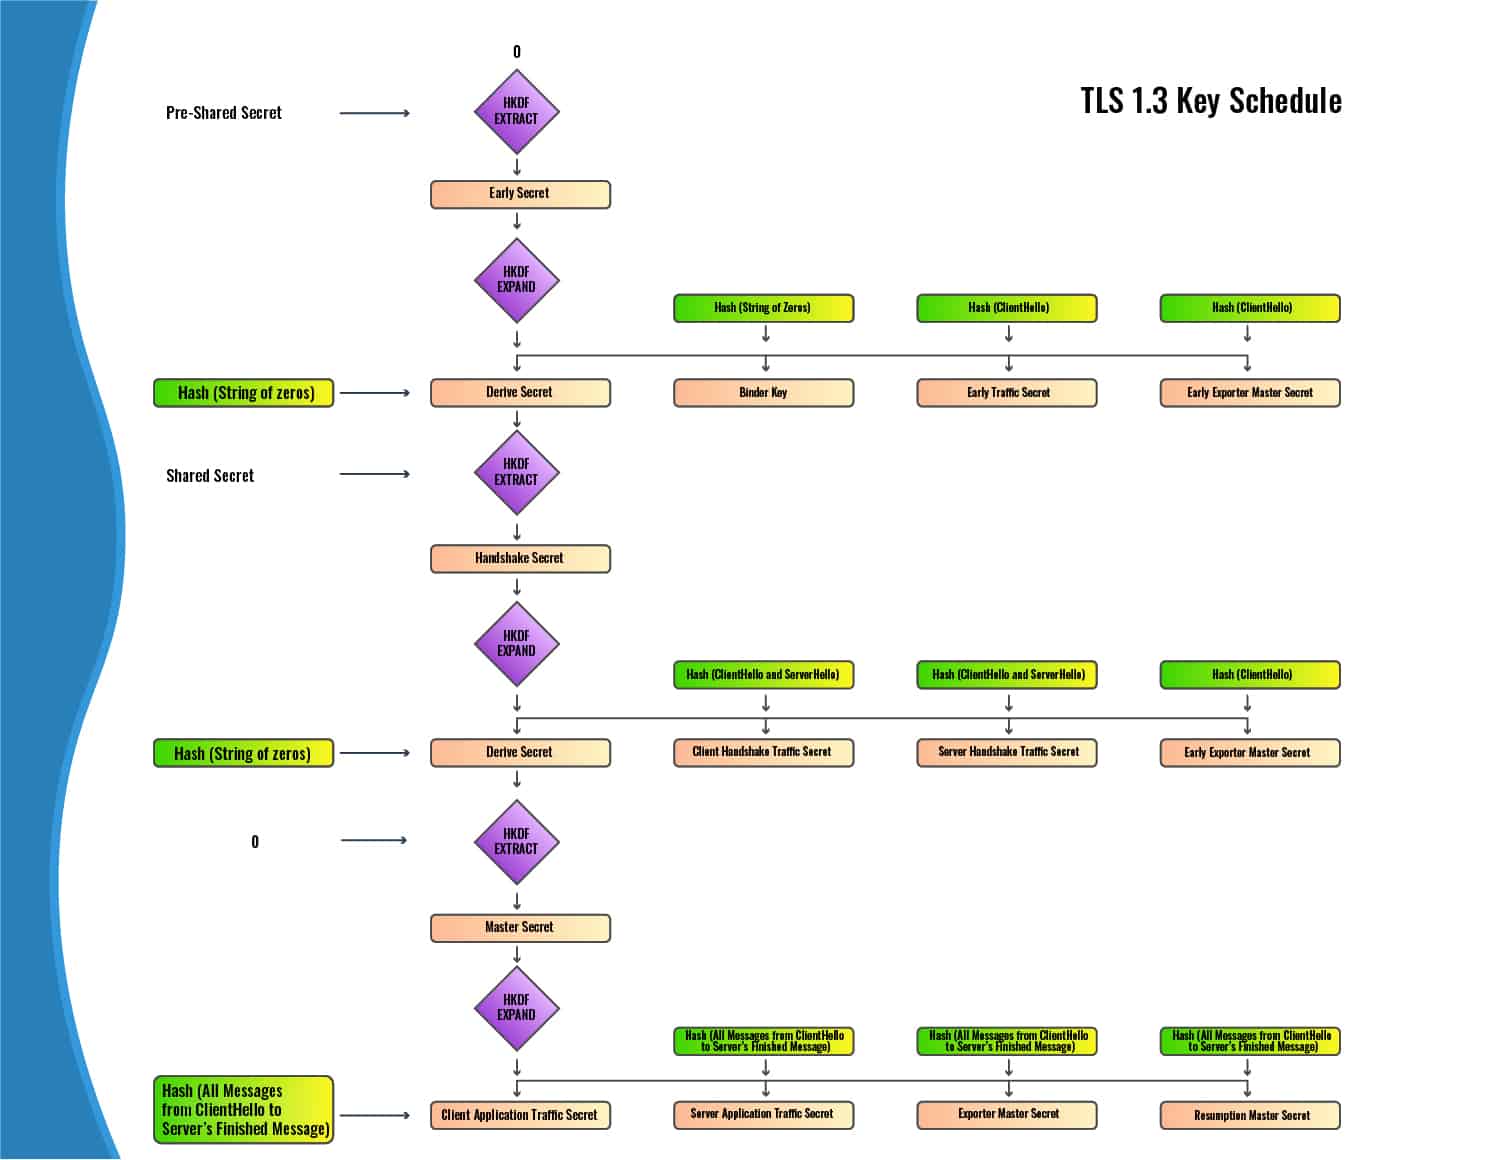 0
TLS 1.3 Key Schedule
Pre-Shared Secret
HKDF
EXTRACT
Early Secret
HKDF
EXPAND
Hash (String of Zeros)
Hash (ClientHello)
Hash (ClientHello)
Hash (String of zeros)
Derive Secret
Binder Key
Early Traffic Secret
Early Exporter Master Secret
Shared Secret
HKDF
EXTRACT
Handshake Secret
HKDF
EXPAND
Hash (ClientHello and ServerHello)
Hash (ClientHello and ServerHello)
Hash (ClientHello)
Hash (String of zeros)
Derive Secret
Client Handshake Traffic Secret
Server Handshake Traffic Secret
Early Exporter Master Secret
0
HKDF
EXTRACT
Master Secret
HKDF
EXPAND
Hash (All Messages from ClientHello
to Server's Finished Message)
Hash (All Messages from ClientHello
to Server's Finished Message)
Hash (All Messages from ClientHello
to Server's Finished Message)
Hash (All Messages
from ClientHello to
Server's Finished Message)
Client Application Traffic Secret
Server Application Traffic Secret
Exporter Master Secret
Resumption Master Secret